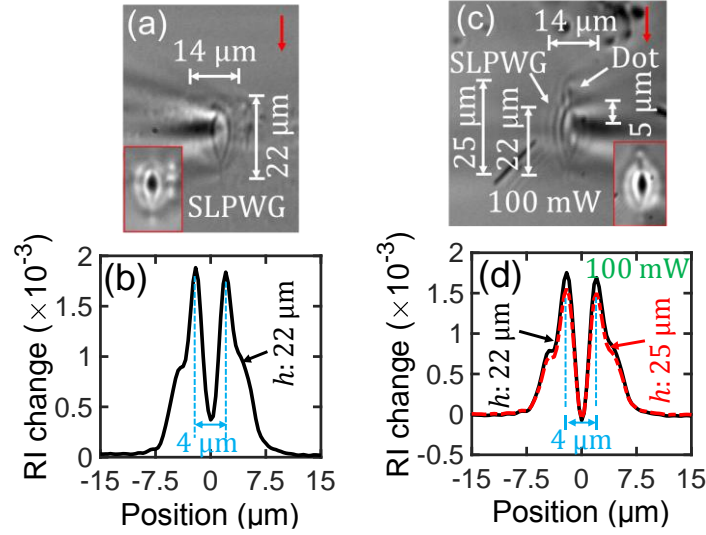 (a)
14 μm
22 μm
SLPWG
(c)
14 μm
SLPWG
Dot
25 μm
22 μm
5 μm
100 mW
(b)
RI change (×10⁻³)
2
1.5
1
0.5
0
h: 22 μm
4 μm
-15 -7.5 0 7.5 15
Position (μm)
(d)
100 mW
RI change (×10⁻³)
2
1.5
1
0.5
0
-0.5
h: 22 μm
h: 25 μm
4 μm
-15 -7.5 0 7.5 15
Position (μm)